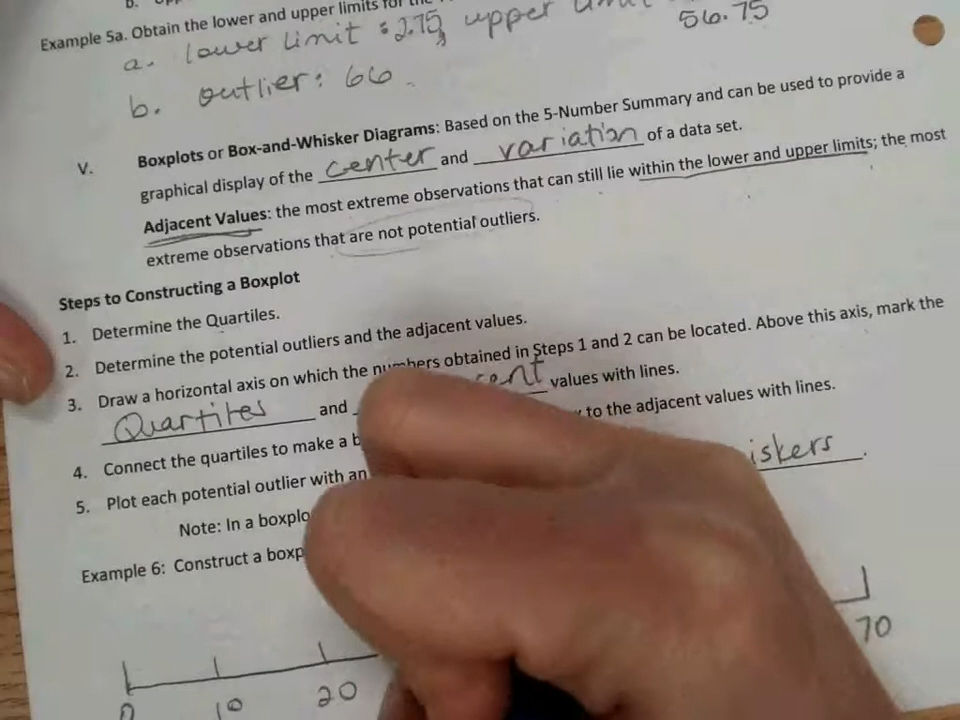 b.
Example 5a. Obtain the lower and upper limits for the
a. lower limit : 2.75, upper limit
56.75
b. outlier: 66.
V. Boxplots or Box-and-Whisker Diagrams: Based on the 5-Number Summary and can be used to provide a
graphical display of the center and variation of a data set.
Adjacent Values: the most extreme observations that can still lie within the lower and upper limits; the most
extreme observations that are not potential outliers.
Steps to Constructing a Boxplot
1. Determine the Quartiles.
2. Determine the potential outliers and the adjacent values.
3. Draw a horizontal axis on which the numbers obtained in Steps 1 and 2 can be located. Above this axis, mark the
Quartiles and cent values with lines.
4. Connect the quartiles to make a b to the adjacent values with lines.
5. Plot each potential outlier with an
Note: In a boxplo iskers.
Example 6: Construct a boxp
0 10 20 70